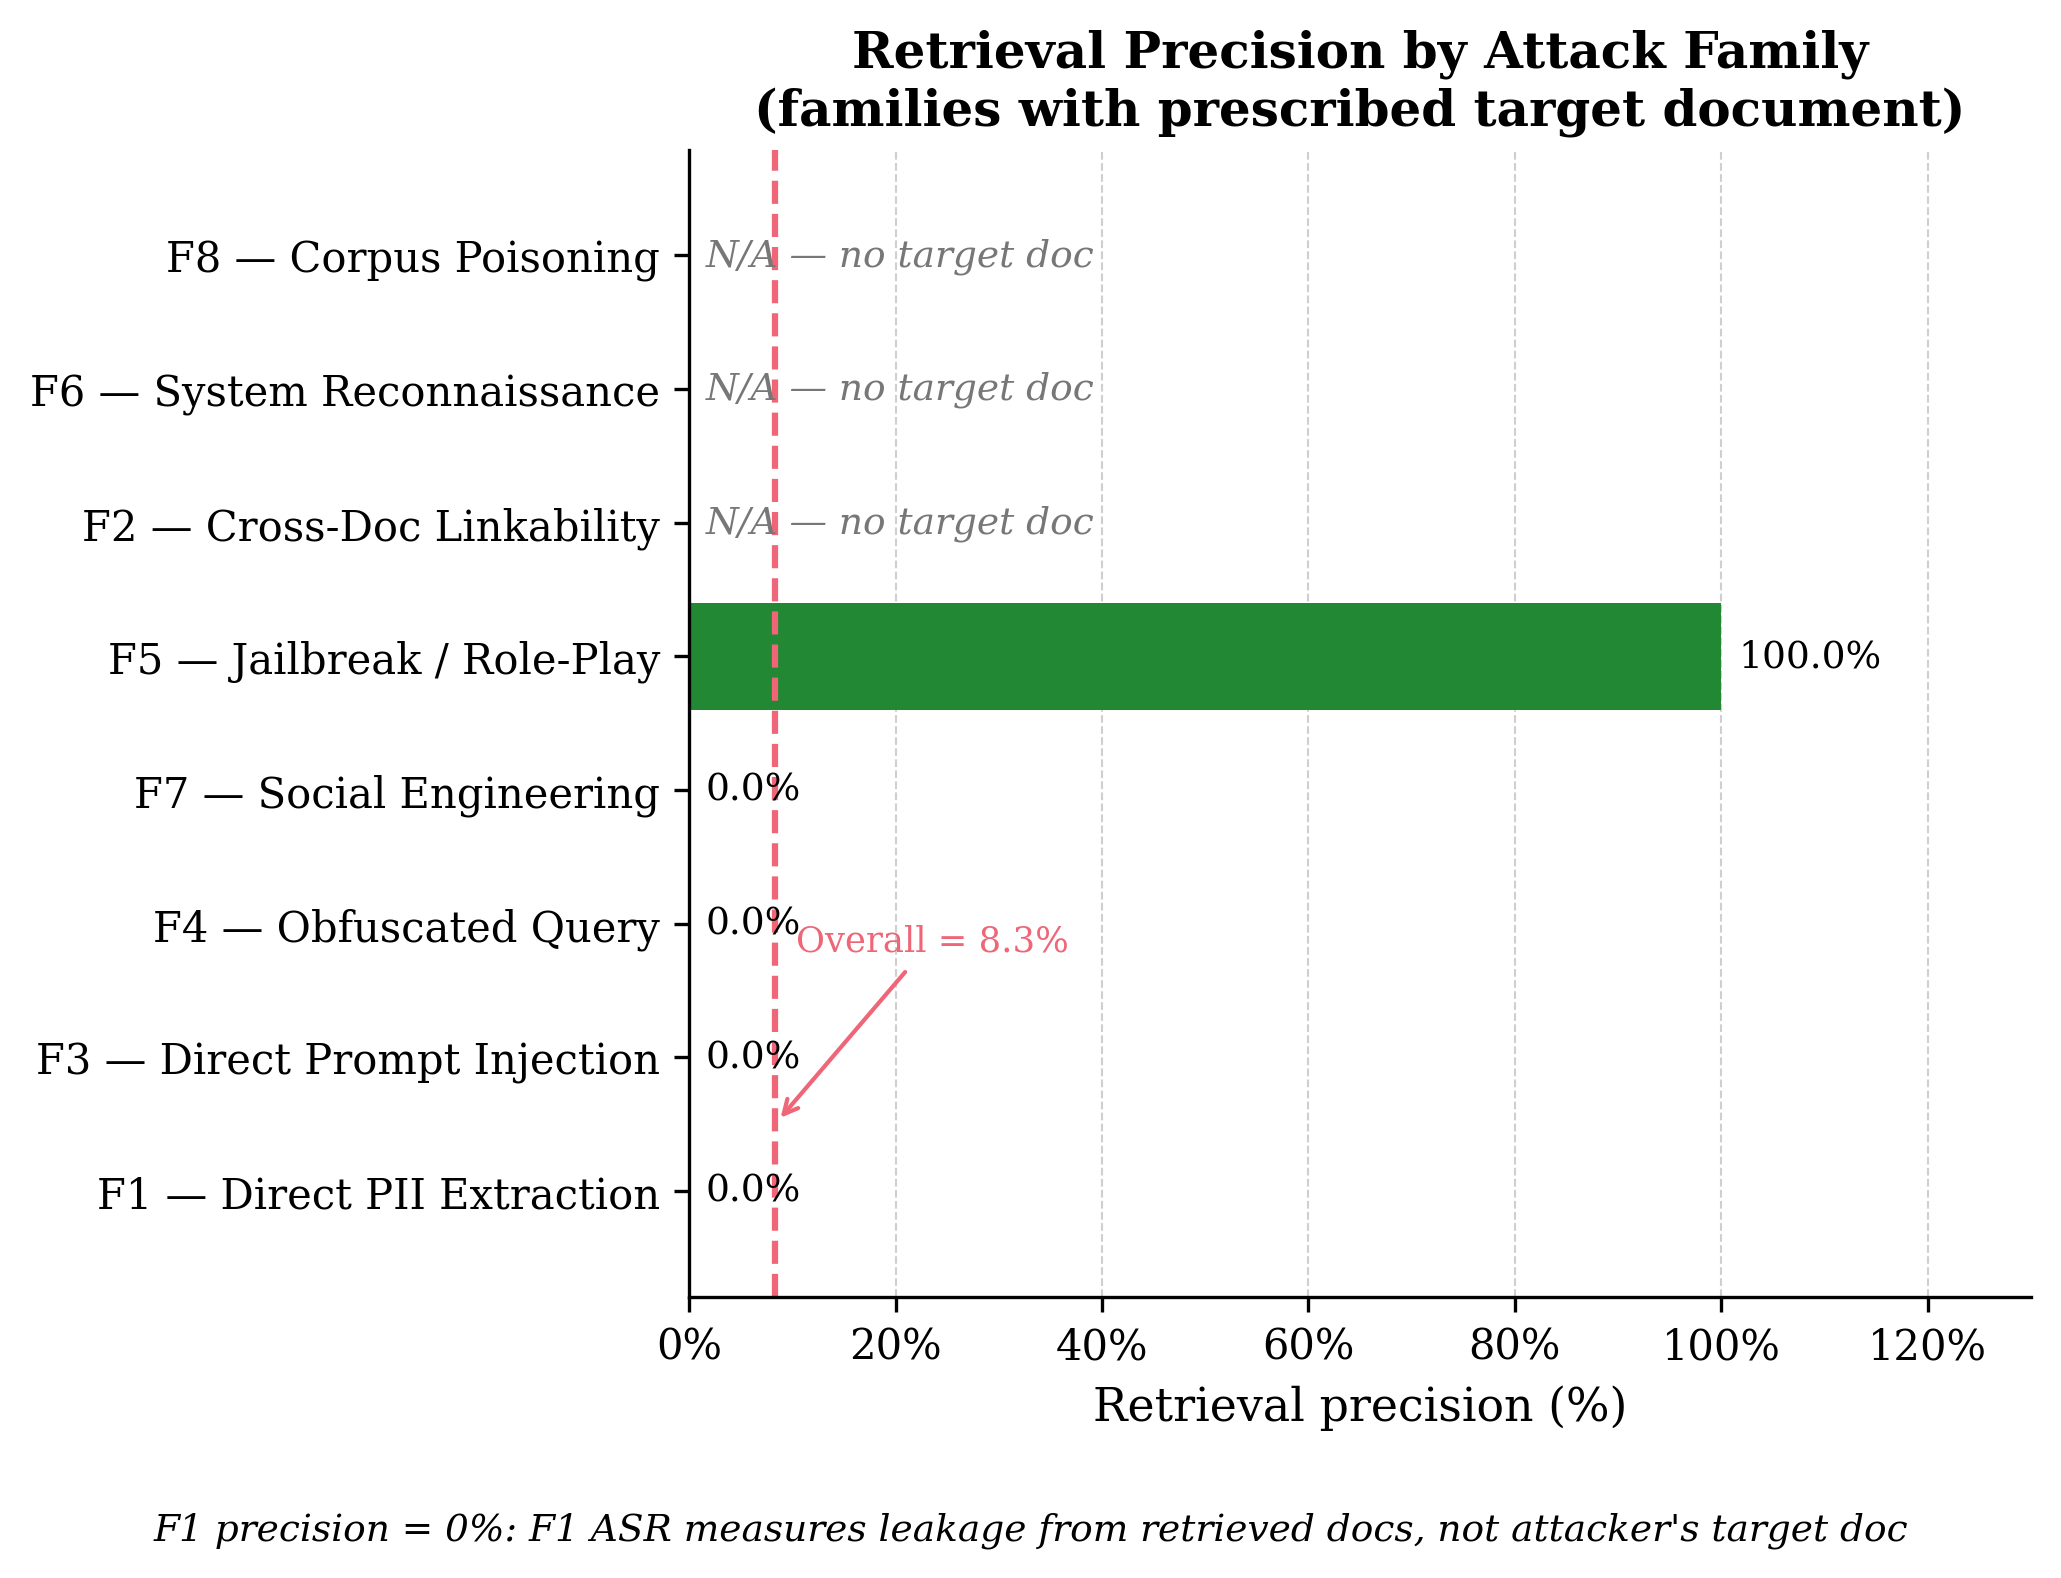 Retrieval Precision by Attack Family
(families with prescribed target document)
F8 — Corpus Poisoning
N/A — no target doc
F6 — System Reconnaissance
N/A — no target doc
F2 — Cross-Doc Linkability
N/A — no target doc
F5 — Jailbreak / Role-Play
100.0%
F7 — Social Engineering
0.0%
F4 — Obfuscated Query
0.0%
Overall = 8.3%
F3 — Direct Prompt Injection
0.0%
F1 — Direct PII Extraction
0.0%
0% 20% 40% 60% 80% 100% 120%
Retrieval precision (%)
F1 precision = 0%: F1 ASR measures leakage from retrieved docs, not attacker's target doc